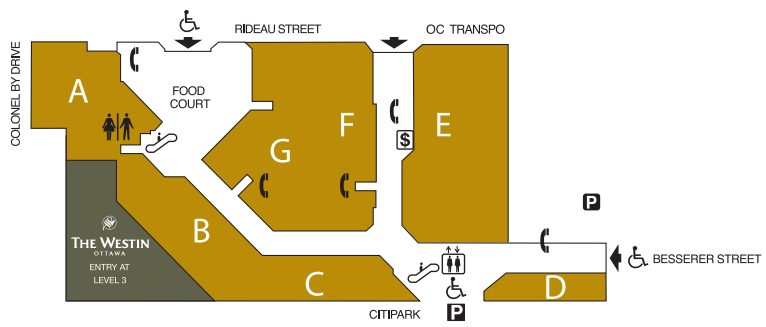 RIDEAU STREET
OC TRANSPO
COLONEL BY DRIVE
FOOD
COURT
A
F
E
$
G
P
B
THE WESTIN
OTTAWA
ENTRY AT
LEVEL 3
BESSERER STREET
C
D
CITIPARK
P